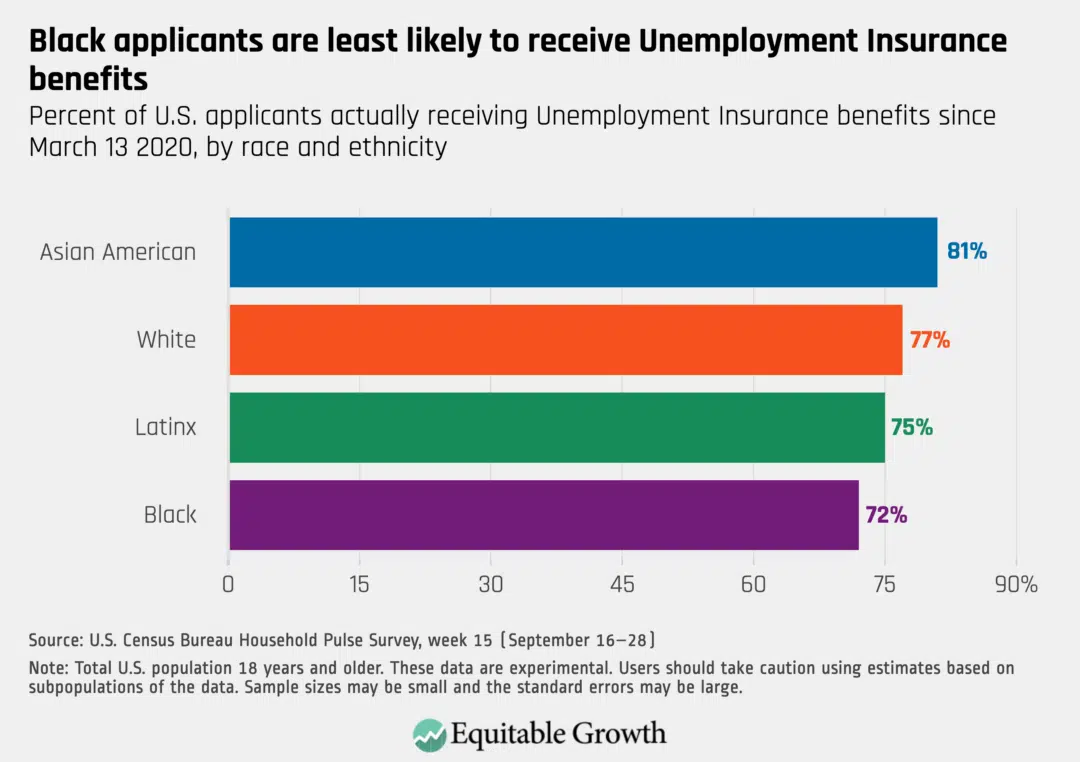 Black applicants are least likely to receive Unemployment Insurance
benefits
Percent of U.S. applicants actually receiving Unemployment Insurance benefits since
March 13 2020, by race and ethnicity
Asian American
81%
White
77%
Latinx
75%
Black
72%
0 15 30 45 60 75 90%
Source: U.S. Census Bureau Household Pulse Survey, week 15 (September 16–28)
Note: Total U.S. population 18 years and older. These data are experimental. Users should take caution using estimates based on
subpopulations of the data. Sample sizes may be small and the standard errors may be large.
Equitable Growth